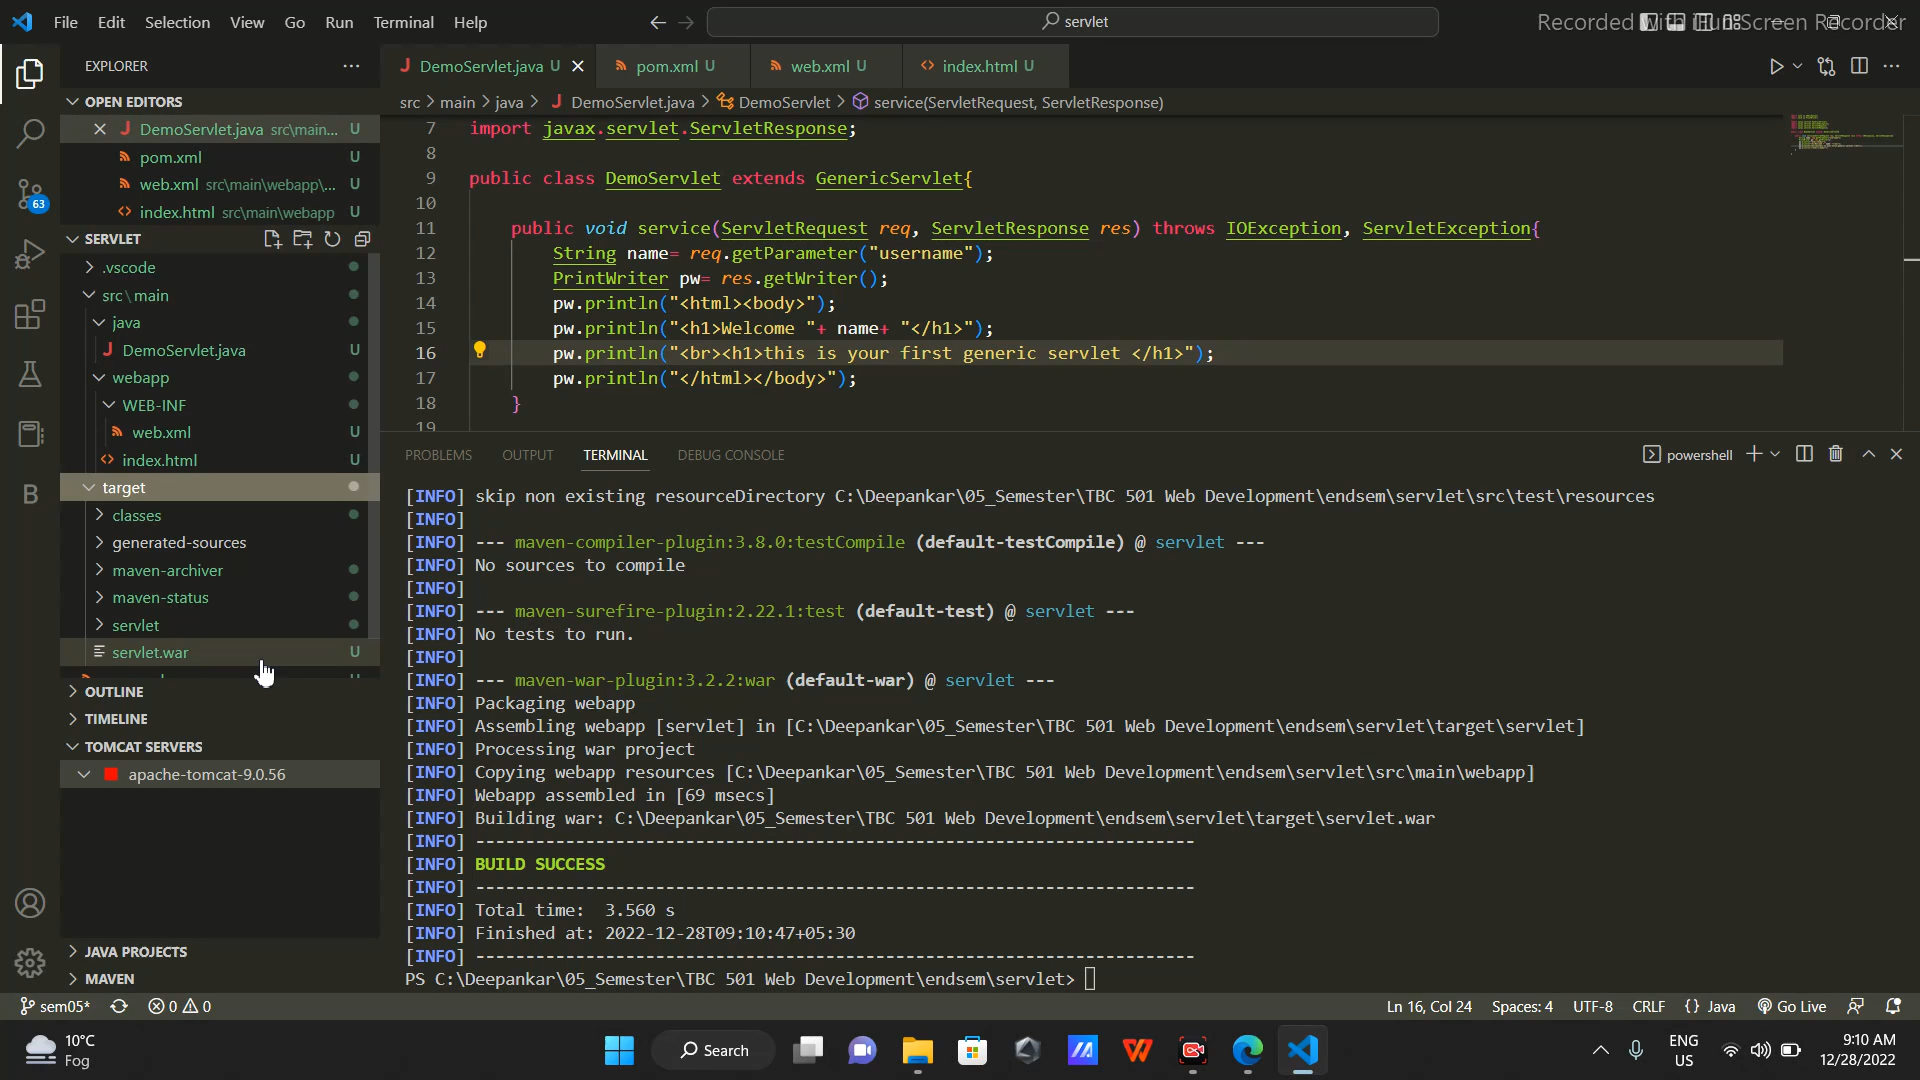 File Edit Selection View Go Run Terminal Help
servlet
EXPLORER
OPEN EDITORS
DemoServlet.java src\main... U
pom.xml U
web.xml src\main\webapp\... U
index.html src\main\webapp U
SERVLET
.vscode
src\main
java
DemoServlet.java U
webapp
WEB-INF
web.xml U
index.html U
target
classes
generated-sources
maven-archiver
maven-status
servlet
servlet.war U
OUTLINE
TIMELINE
TOMCAT SERVERS
apache-tomcat-9.0.56
JAVA PROJECTS
MAVEN
63
B
DemoServlet.java U
pom.xml U
web.xml U
index.html U
src > main > java > DemoServlet.java > DemoServlet > service(ServletRequest, ServletResponse)
7 import javax.servlet.ServletResponse;
8
9 public class DemoServlet extends GenericServlet{
10
11 public void service(ServletRequest req, ServletResponse res) throws IOException, ServletException{
12 String name= req.getParameter("username");
13 PrintWriter pw= res.getWriter();
14 pw.println("<html><body>");
15 pw.println("<h1>Welcome "+ name+ "</h1>");
16 pw.println("<br><h1>this is your first generic servlet </h1>");
17 pw.println("</html></body>");
18 }
19
PROBLEMS OUTPUT TERMINAL DEBUG CONSOLE
powershell
[INFO] skip non existing resourceDirectory C:\Deepankar\05_Semester\TBC 501 Web Development\endsem\servlet\src\test\resources
[INFO]
[INFO] --- maven-compiler-plugin:3.8.0:testCompile (default-testCompile) @ servlet ---
[INFO] No sources to compile
[INFO]
[INFO] --- maven-surefire-plugin:2.22.1:test (default-test) @ servlet ---
[INFO] No tests to run.
[INFO]
[INFO] --- maven-war-plugin:3.2.2:war (default-war) @ servlet ---
[INFO] Packaging webapp
[INFO] Assembling webapp [servlet] in [C:\Deepankar\05_Semester\TBC 501 Web Development\endsem\servlet\target\servlet]
[INFO] Processing war project
[INFO] Copying webapp resources [C:\Deepankar\05_Semester\TBC 501 Web Development\endsem\servlet\src\main\webapp]
[INFO] Webapp assembled in [69 msecs]
[INFO] Building war: C:\Deepankar\05_Semester\TBC 501 Web Development\endsem\servlet\target\servlet.war
[INFO] ------------------------------------------------------------------------
[INFO] BUILD SUCCESS
[INFO] ------------------------------------------------------------------------
[INFO] Total time: 3.560 s
[INFO] Finished at: 2022-12-28T09:10:47+05:30
[INFO] ------------------------------------------------------------------------
PS C:\Deepankar\05_Semester\TBC 501 Web Development\endsem\servlet>
sem05* 0 0
Ln 16, Col 24 Spaces: 4 UTF-8 CRLF {} Java Go Live
10°C
Fog
Search
ENG
US
9:10 AM
12/28/2022
Recorded Screen Recorder